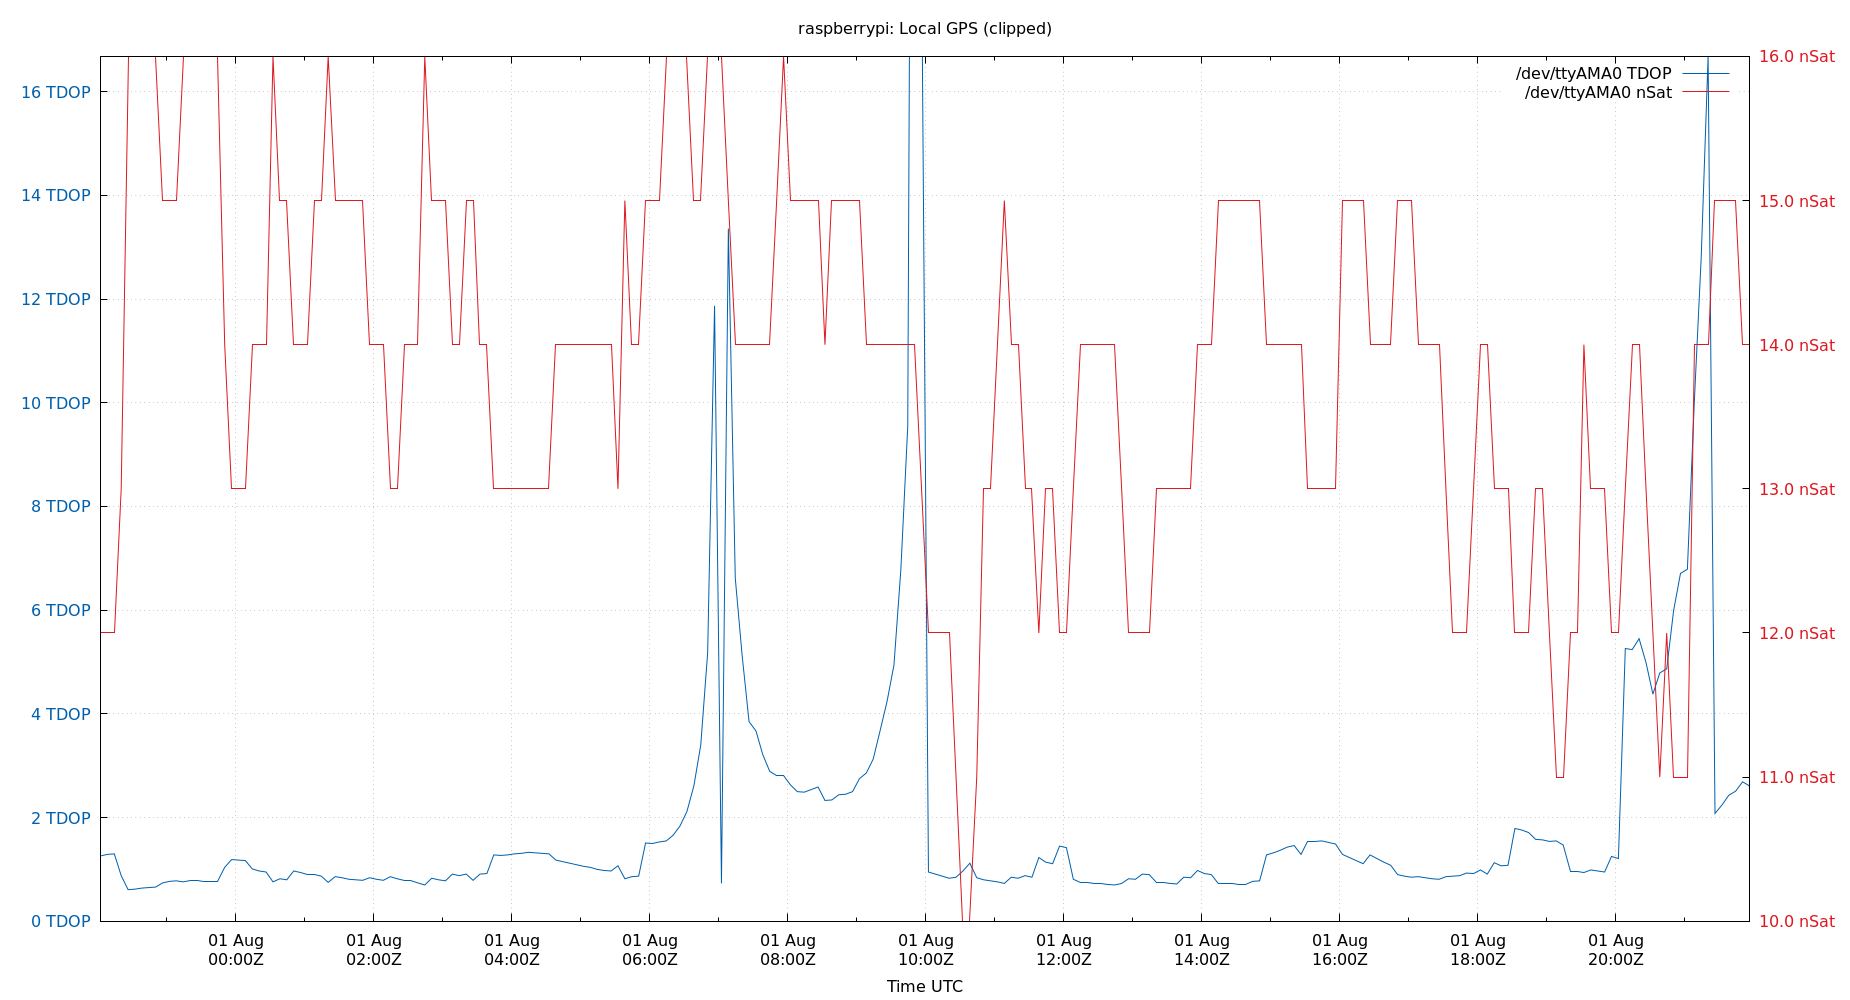 raspberrypi: Local GPS (clipped)
/dev/ttyAMA0 TDOP
/dev/ttyAMA0 nSat
16 TDOP
14 TDOP
12 TDOP
10 TDOP
8 TDOP
6 TDOP
4 TDOP
2 TDOP
0 TDOP
16.0 nSat
15.0 nSat
14.0 nSat
13.0 nSat
12.0 nSat
11.0 nSat
10.0 nSat
01 Aug
00:00Z
01 Aug
02:00Z
01 Aug
04:00Z
01 Aug
06:00Z
01 Aug
08:00Z
01 Aug
10:00Z
01 Aug
12:00Z
01 Aug
14:00Z
01 Aug
16:00Z
01 Aug
18:00Z
01 Aug
20:00Z
Time UTC